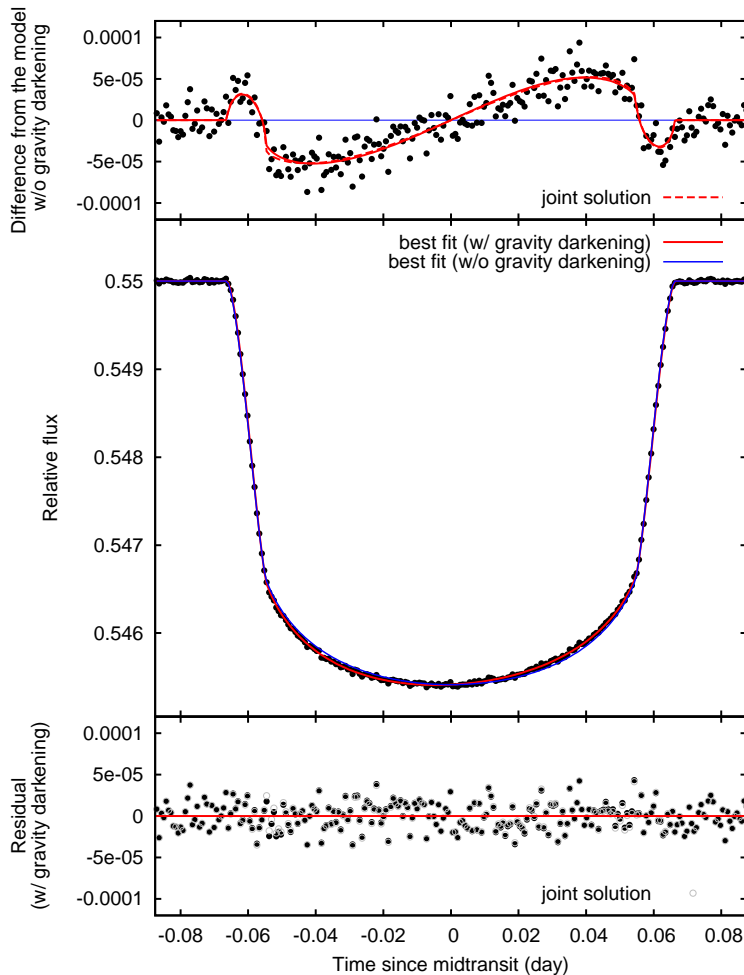 0.0001
5e-05
0
-5e-05
-0.0001
Difference from the model
w/o gravity darkening
joint solution
best fit (w/ gravity darkening)
best fit (w/o gravity darkening)
0.55
0.549
0.548
0.547
0.546
Relative flux
0.0001
5e-05
0
-5e-05
-0.0001
Residual
(w/ gravity darkening)
joint solution
-0.08 -0.06 -0.04 -0.02 0 0.02 0.04 0.06 0.08
Time since midtransit (day)